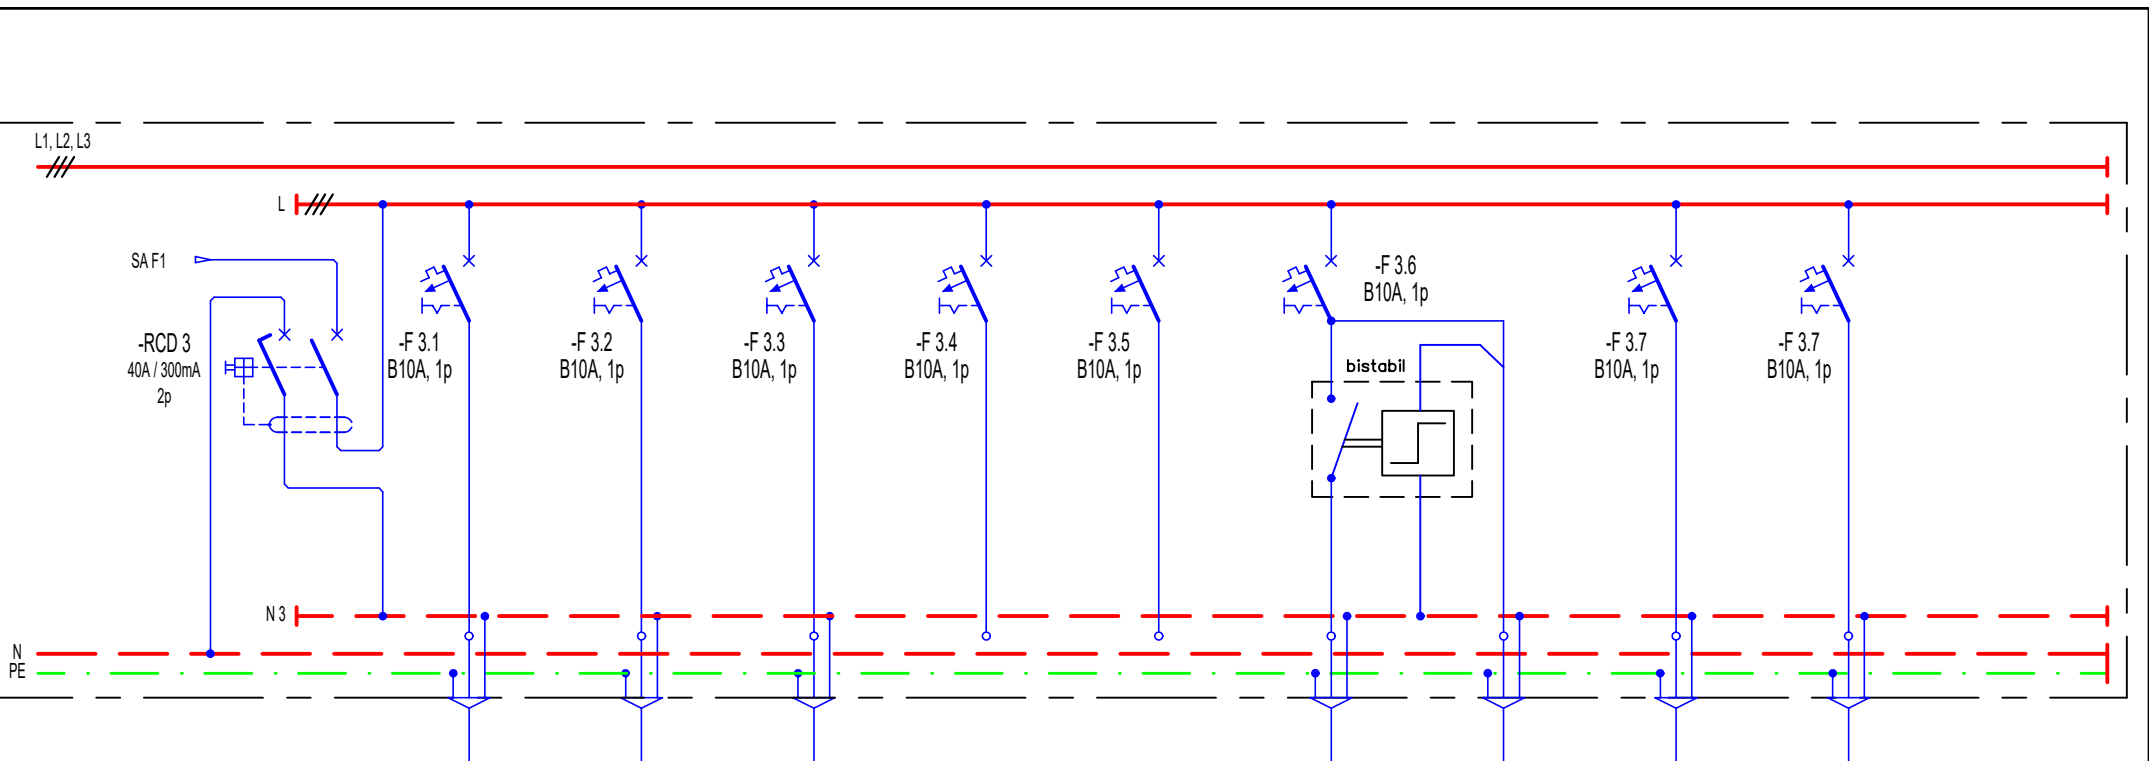 L1, L2, L3
L
SA F1
-RCD 3
40A / 300mA
2p
-F 3.1
B10A, 1p
-F 3.2
B10A, 1p
-F 3.3
B10A, 1p
-F 3.4
B10A, 1p
-F 3.5
B10A, 1p
-F 3.6
B10A, 1p
bistabil
-F 3.7
B10A, 1p
-F 3.7
B10A, 1p
N 3
N
PE